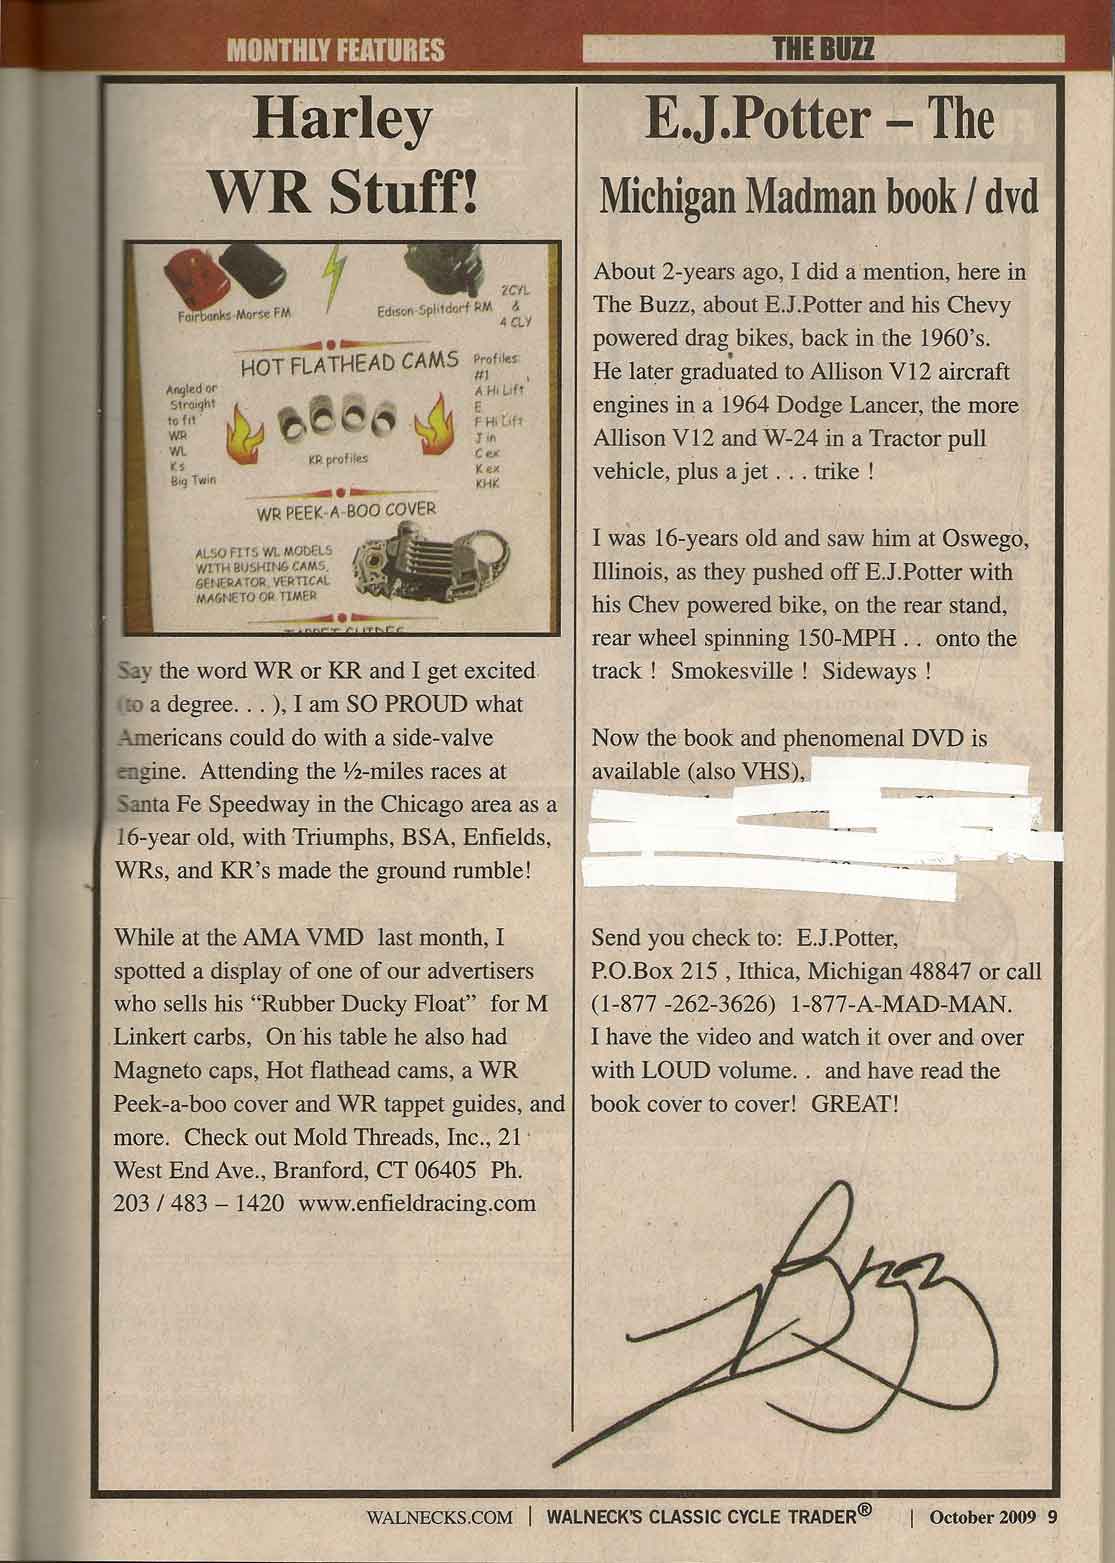 MONTHLY FEATURES
THE BUZZ
Harley
WR Stuff!
Fairbanks-Morse FM
Edison-Splitdorf RM
2CYL
&
4 CLY
HOT FLATHEAD CAMS
Angled or
Straight
to fit
WR
WL
Ks
Big Twin
KR profiles
Profiles:
#1
A Hi Lift
E
F Hi Lift
J in
C ex
K ex
KHK
WR PEEK-A-BOO COVER
ALSO FITS WL MODELS
WITH BUSHING CAMS,
GENERATOR, VERTICAL
MAGNETO OR TIMER
TAPPET GUIDES
Say the word WR or KR and I get excited
(to a degree. . . ), I am SO PROUD what
Americans could do with a side-valve
engine. Attending the ½-miles races at
Santa Fe Speedway in the Chicago area as a
16-year old, with Triumphs, BSA, Enfields,
WRs, and KR's made the ground rumble!
While at the AMA VMD last month, I
spotted a display of one of our advertisers
who sells his “Rubber Ducky Float” for M
Linkert carbs, On his table he also had
Magneto caps, Hot flathead cams, a WR
Peek-a-boo cover and WR tappet guides, and
more. Check out Mold Threads, Inc., 21
West End Ave., Branford, CT 06405 Ph.
203 / 483 – 1420 www.enfieldracing.com
E.J.Potter – The
Michigan Madman book / dvd
About 2-years ago, I did a mention, here in
The Buzz, about E.J.Potter and his Chevy
powered drag bikes, back in the 1960's.
He later graduated to Allison V12 aircraft
engines in a 1964 Dodge Lancer, the more
Allison V12 and W-24 in a Tractor pull
vehicle, plus a jet . . . trike !
I was 16-years old and saw him at Oswego,
Illinois, as they pushed off E.J.Potter with
his Chev powered bike, on the rear stand,
rear wheel spinning 150-MPH . . onto the
track ! Smokesville ! Sideways !
Now the book and phenomenal DVD is
available (also VHS),
Send you check to: E.J.Potter,
P.O.Box 215 , Ithica, Michigan 48847 or call
(1-877 -262-3626) 1-877-A-MAD-MAN.
I have the video and watch it over and over
with LOUD volume. . and have read the
book cover to cover! GREAT!
Buzz
WALNECKS.COM | WALNECK'S CLASSIC CYCLE TRADER® | October 2009 9